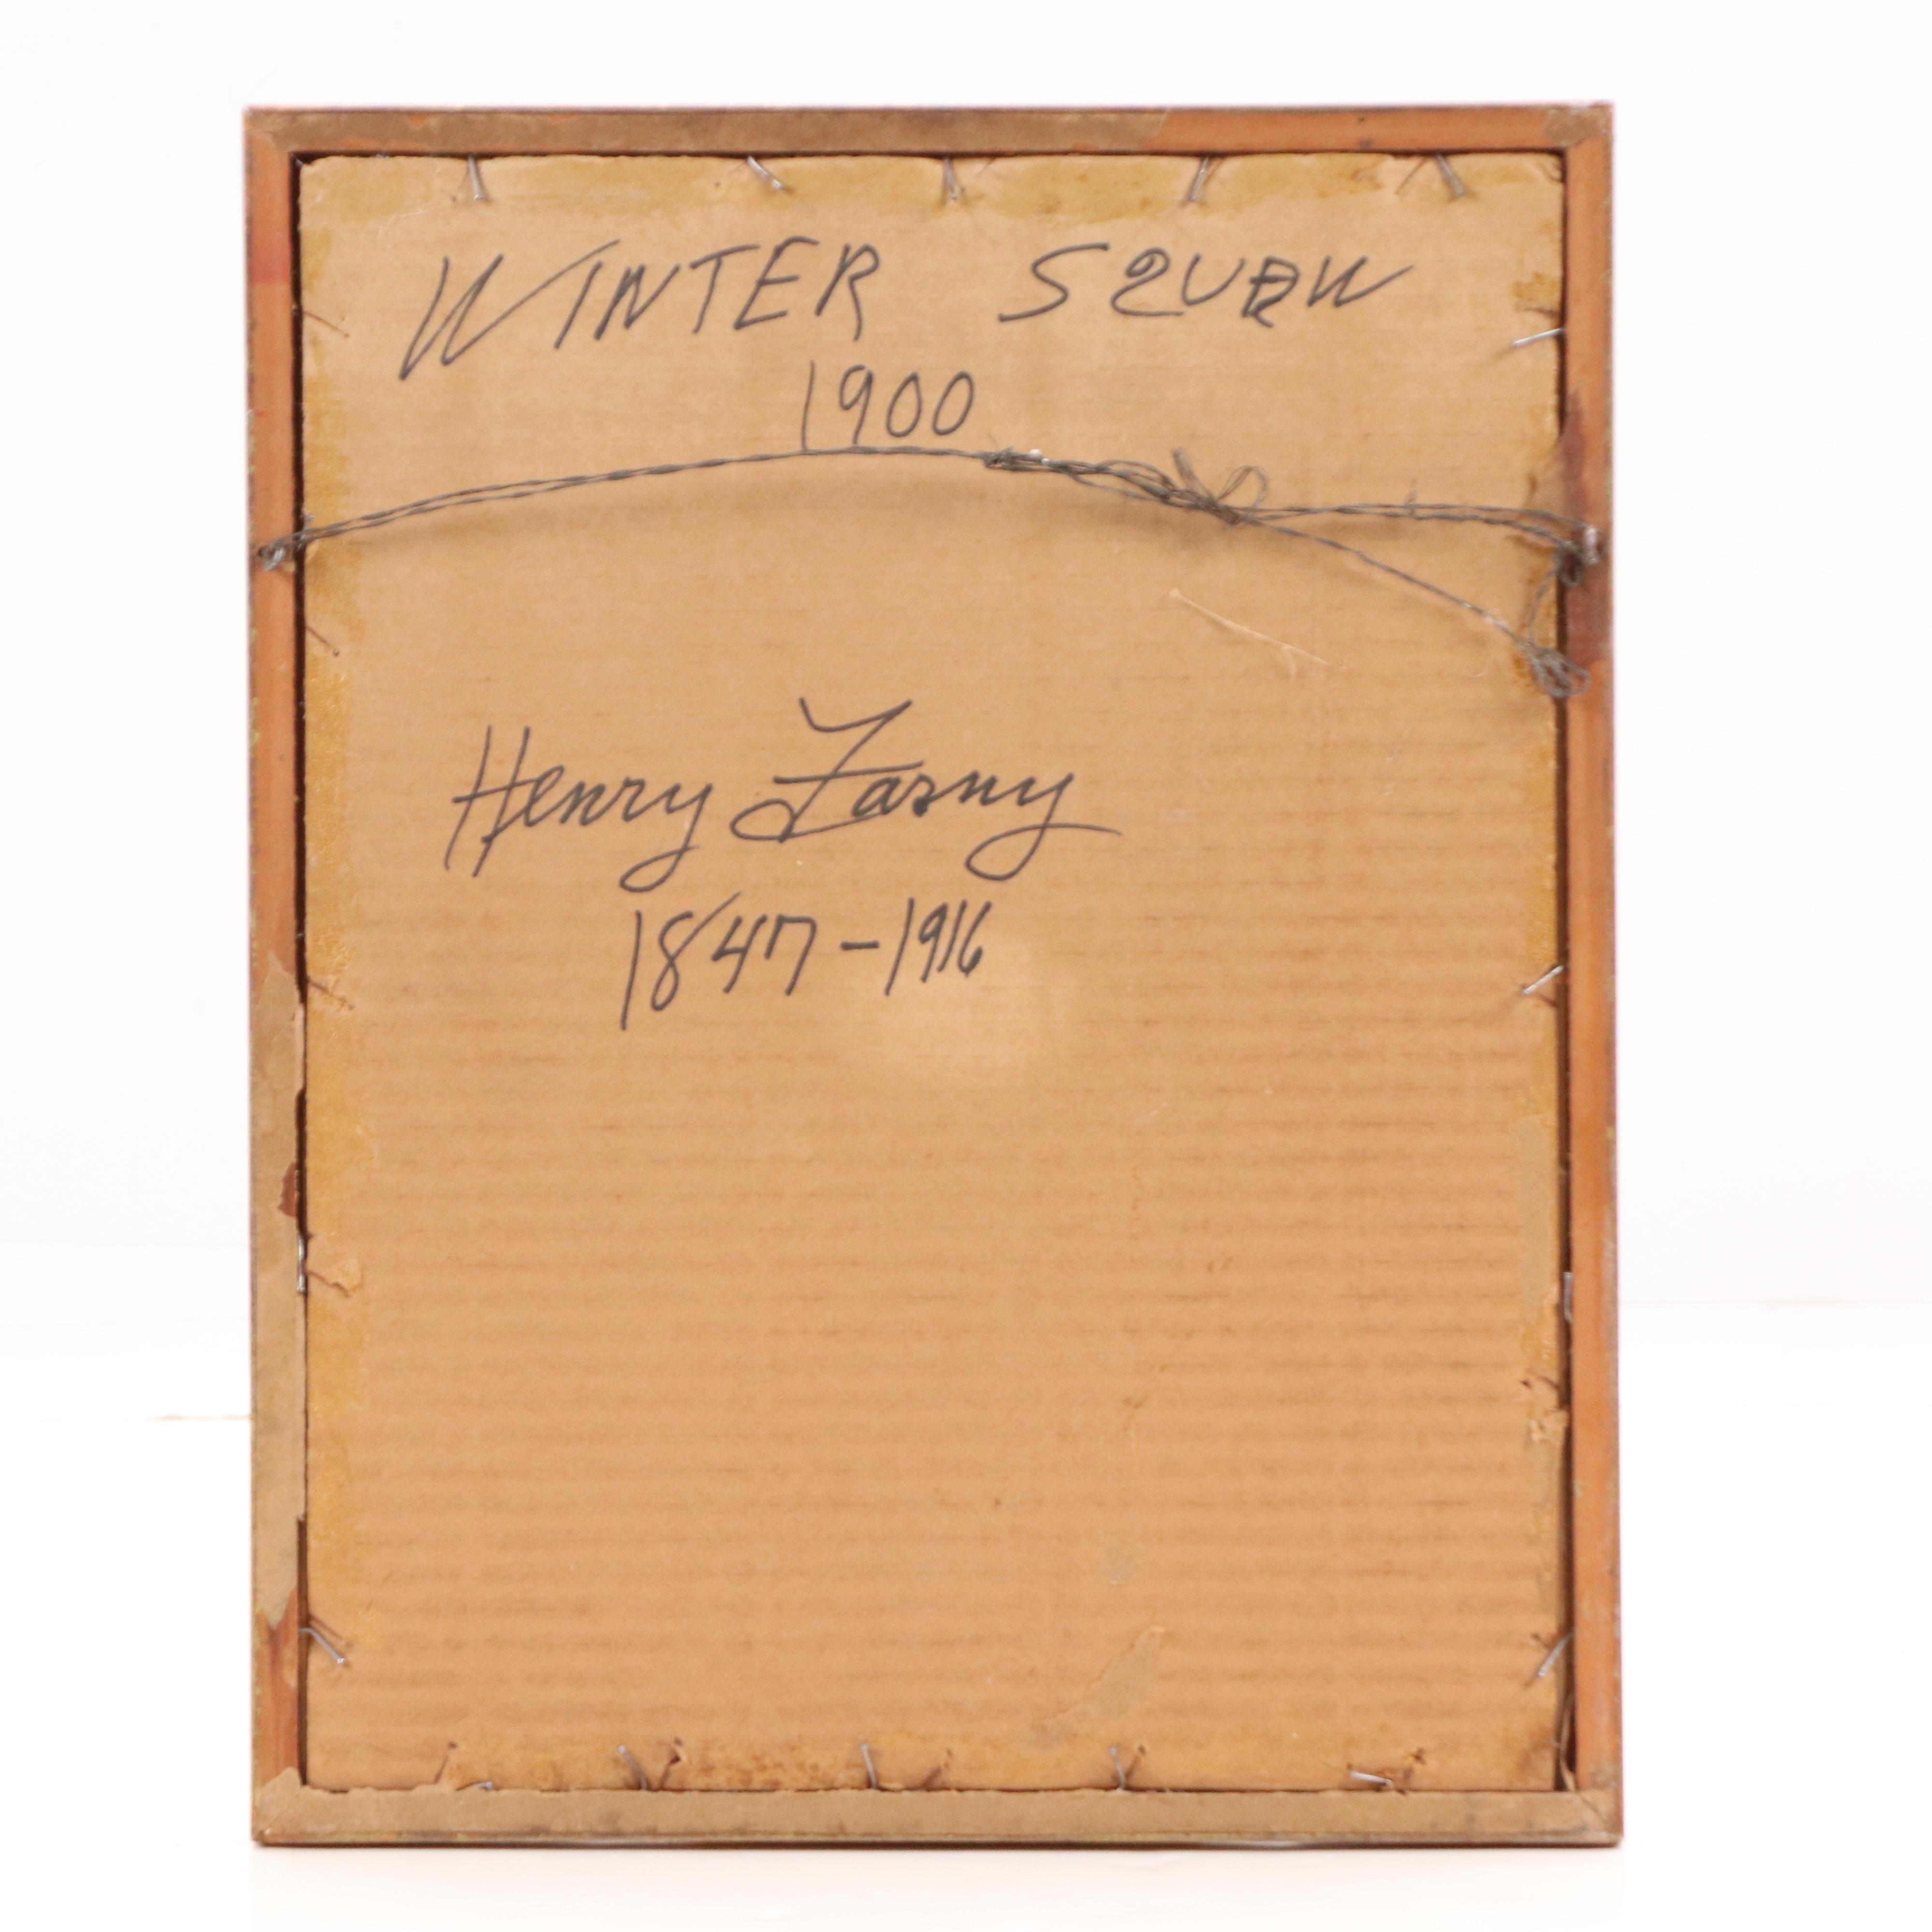 WINTER SQUAW
1900
Henry Farny
1847-1916